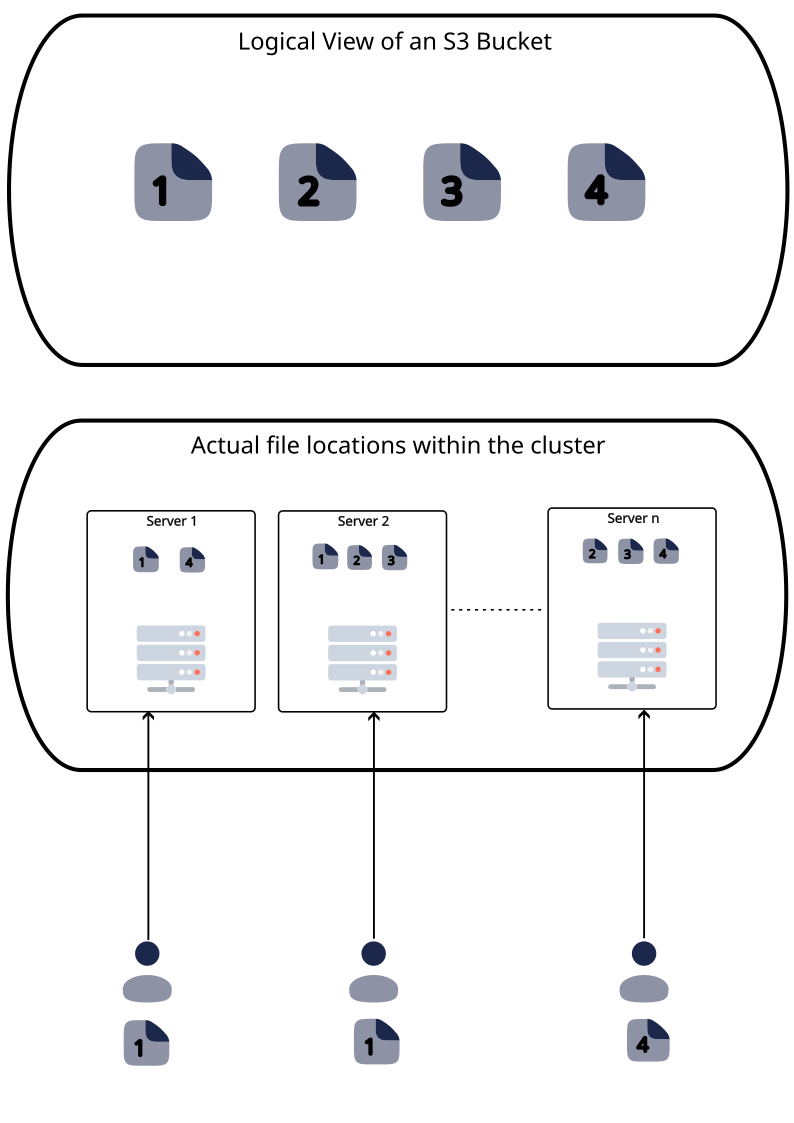 Logical View of an S3 Bucket
1 2 3 4
Actual file locations within the cluster
Server 1
1 4
Server 2
1 2 3
Server n
2 3 4
1
1
4